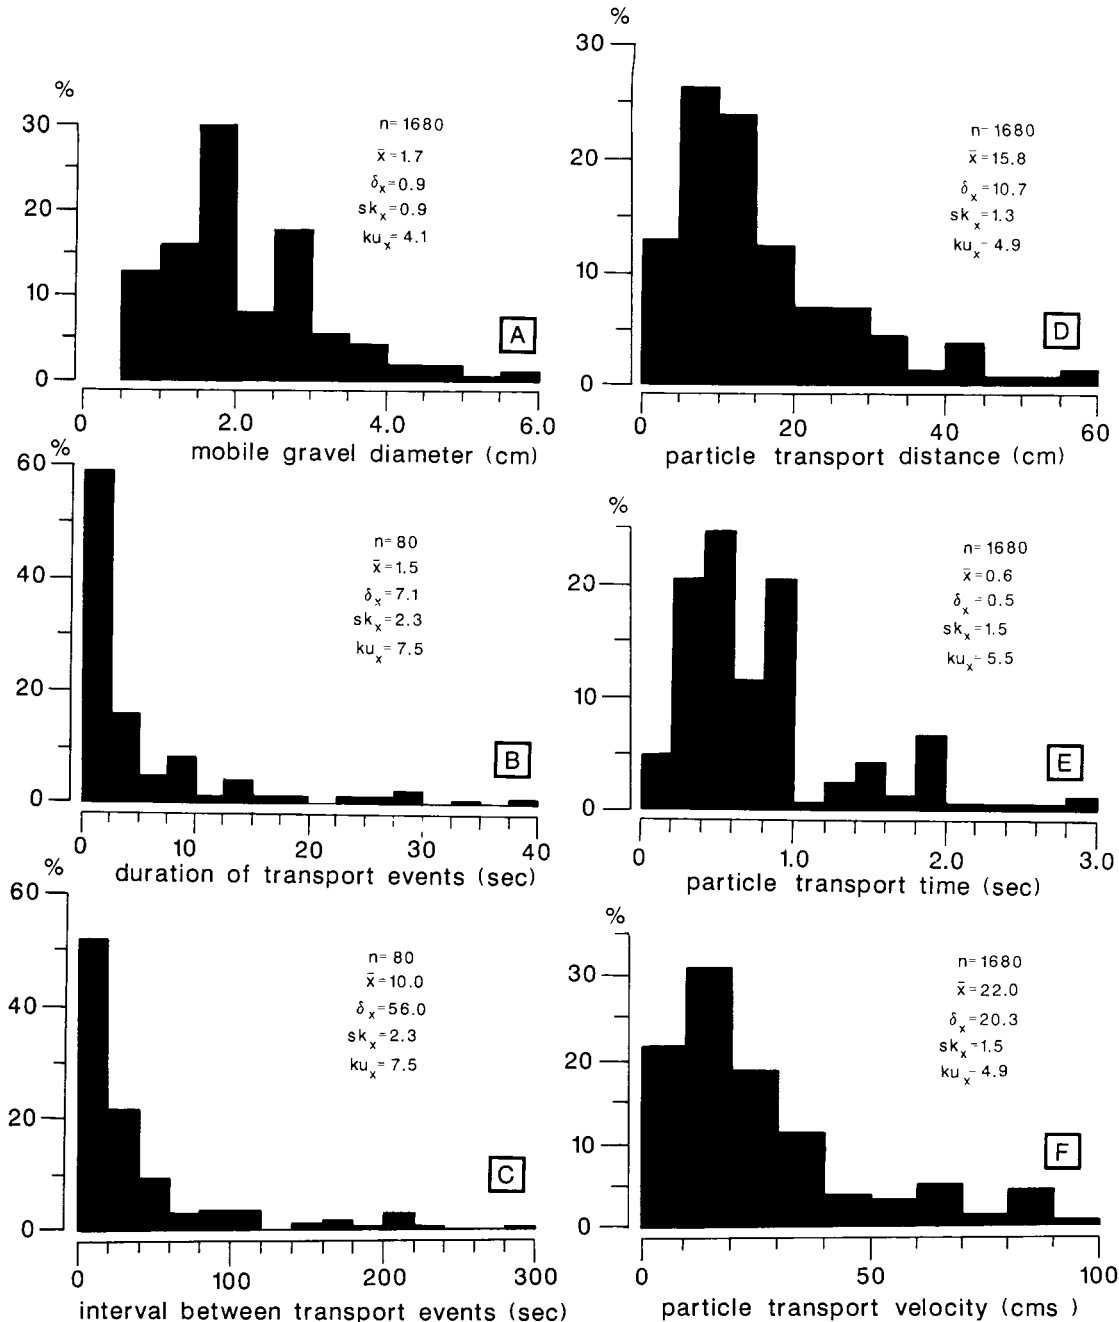 %
30
20
10
0
n=1680
x̄=1.7
δx=0.9
skx=0.9
kux=4.1
A
0 2.0 4.0 6.0
mobile gravel diameter (cm)
%
60
40
20
0
n=80
x̄=1.5
δx=7.1
skx=2.3
kux=7.5
B
0 10 20 30 40
duration of transport events (sec)
%
60
40
20
0
n=80
x̄=10.0
δx=56.0
skx=2.3
kux=7.5
C
0 100 200 300
interval between transport events (sec)
%
30
20
10
0
n=1680
x̄=15.8
δx=10.7
skx=1.3
kux=4.9
D
0 20 40 60
particle transport distance (cm)
%
20
10
0
n=1680
x̄=0.6
δx=0.5
skx=1.5
kux=5.5
E
0 1.0 2.0 3.0
particle transport time (sec)
%
30
20
10
0
n=1680
x̄=22.0
δx=20.3
skx=1.5
kux=4.9
F
0 50 100
particle transport velocity (cms )